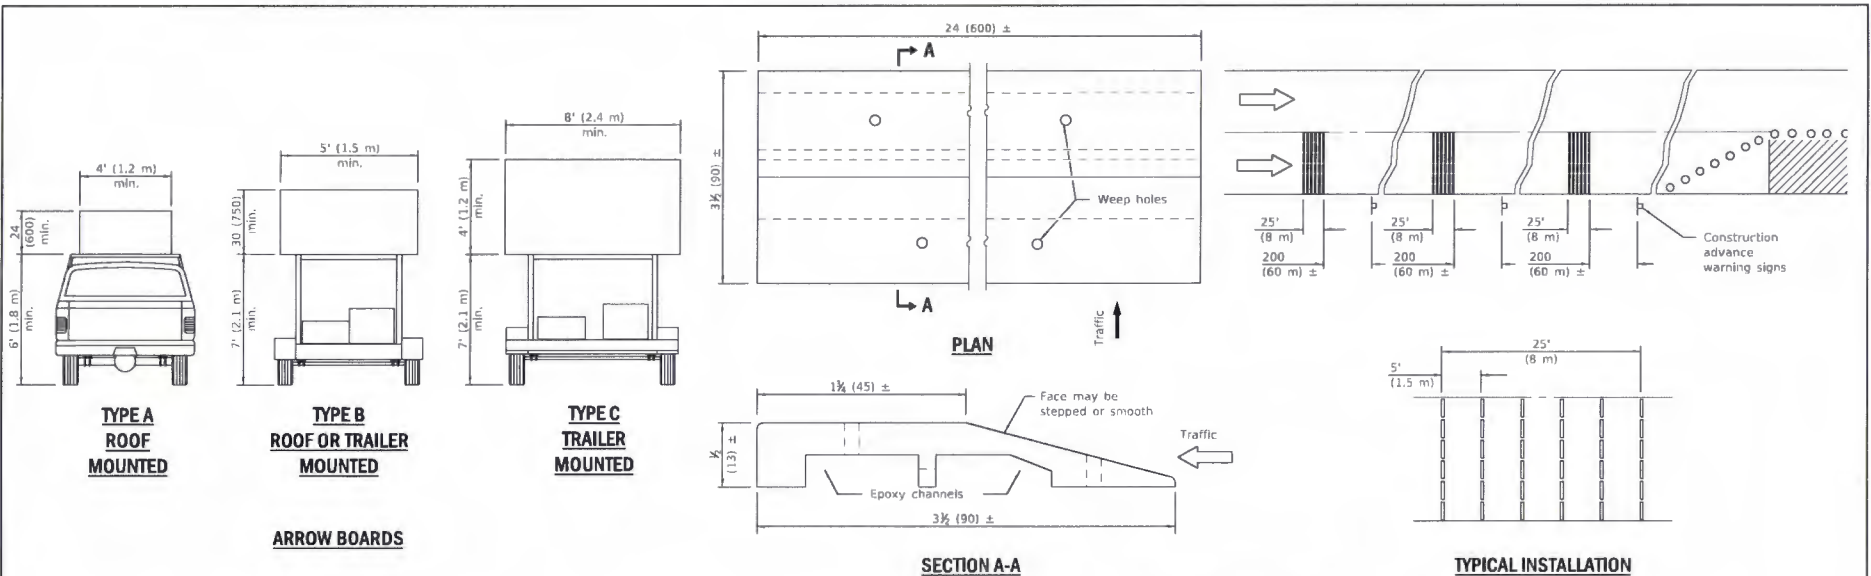 4' (1.2 m)
min.
24
(600)
min.
6' (1.8 m)
min.
TYPE A
ROOF
MOUNTED
5' (1.5 m)
min.
30 (750)
min.
7' (2.1 m)
min.
TYPE B
ROOF OR TRAILER
MOUNTED
8' (2.4 m)
min.
4' (1.2 m)
min.
7' (2.1 m)
min.
TYPE C
TRAILER
MOUNTED
ARROW BOARDS
24 (600) ±
A
3½ (90) ±
Weep holes
A
Traffic
PLAN
1¾ (45) ±
Face may be
stepped or smooth
Traffic
½
(13) ±
Epoxy channels
3½ (90) ±
SECTION A-A
25'
(8 m)
200
(60 m) ±
25'
(8 m)
200
(60 m) ±
25'
(8 m)
200
(60 m) ±
Construction
advance
warning signs
25'
(8 m)
5'
(1.5 m)
TYPICAL INSTALLATION